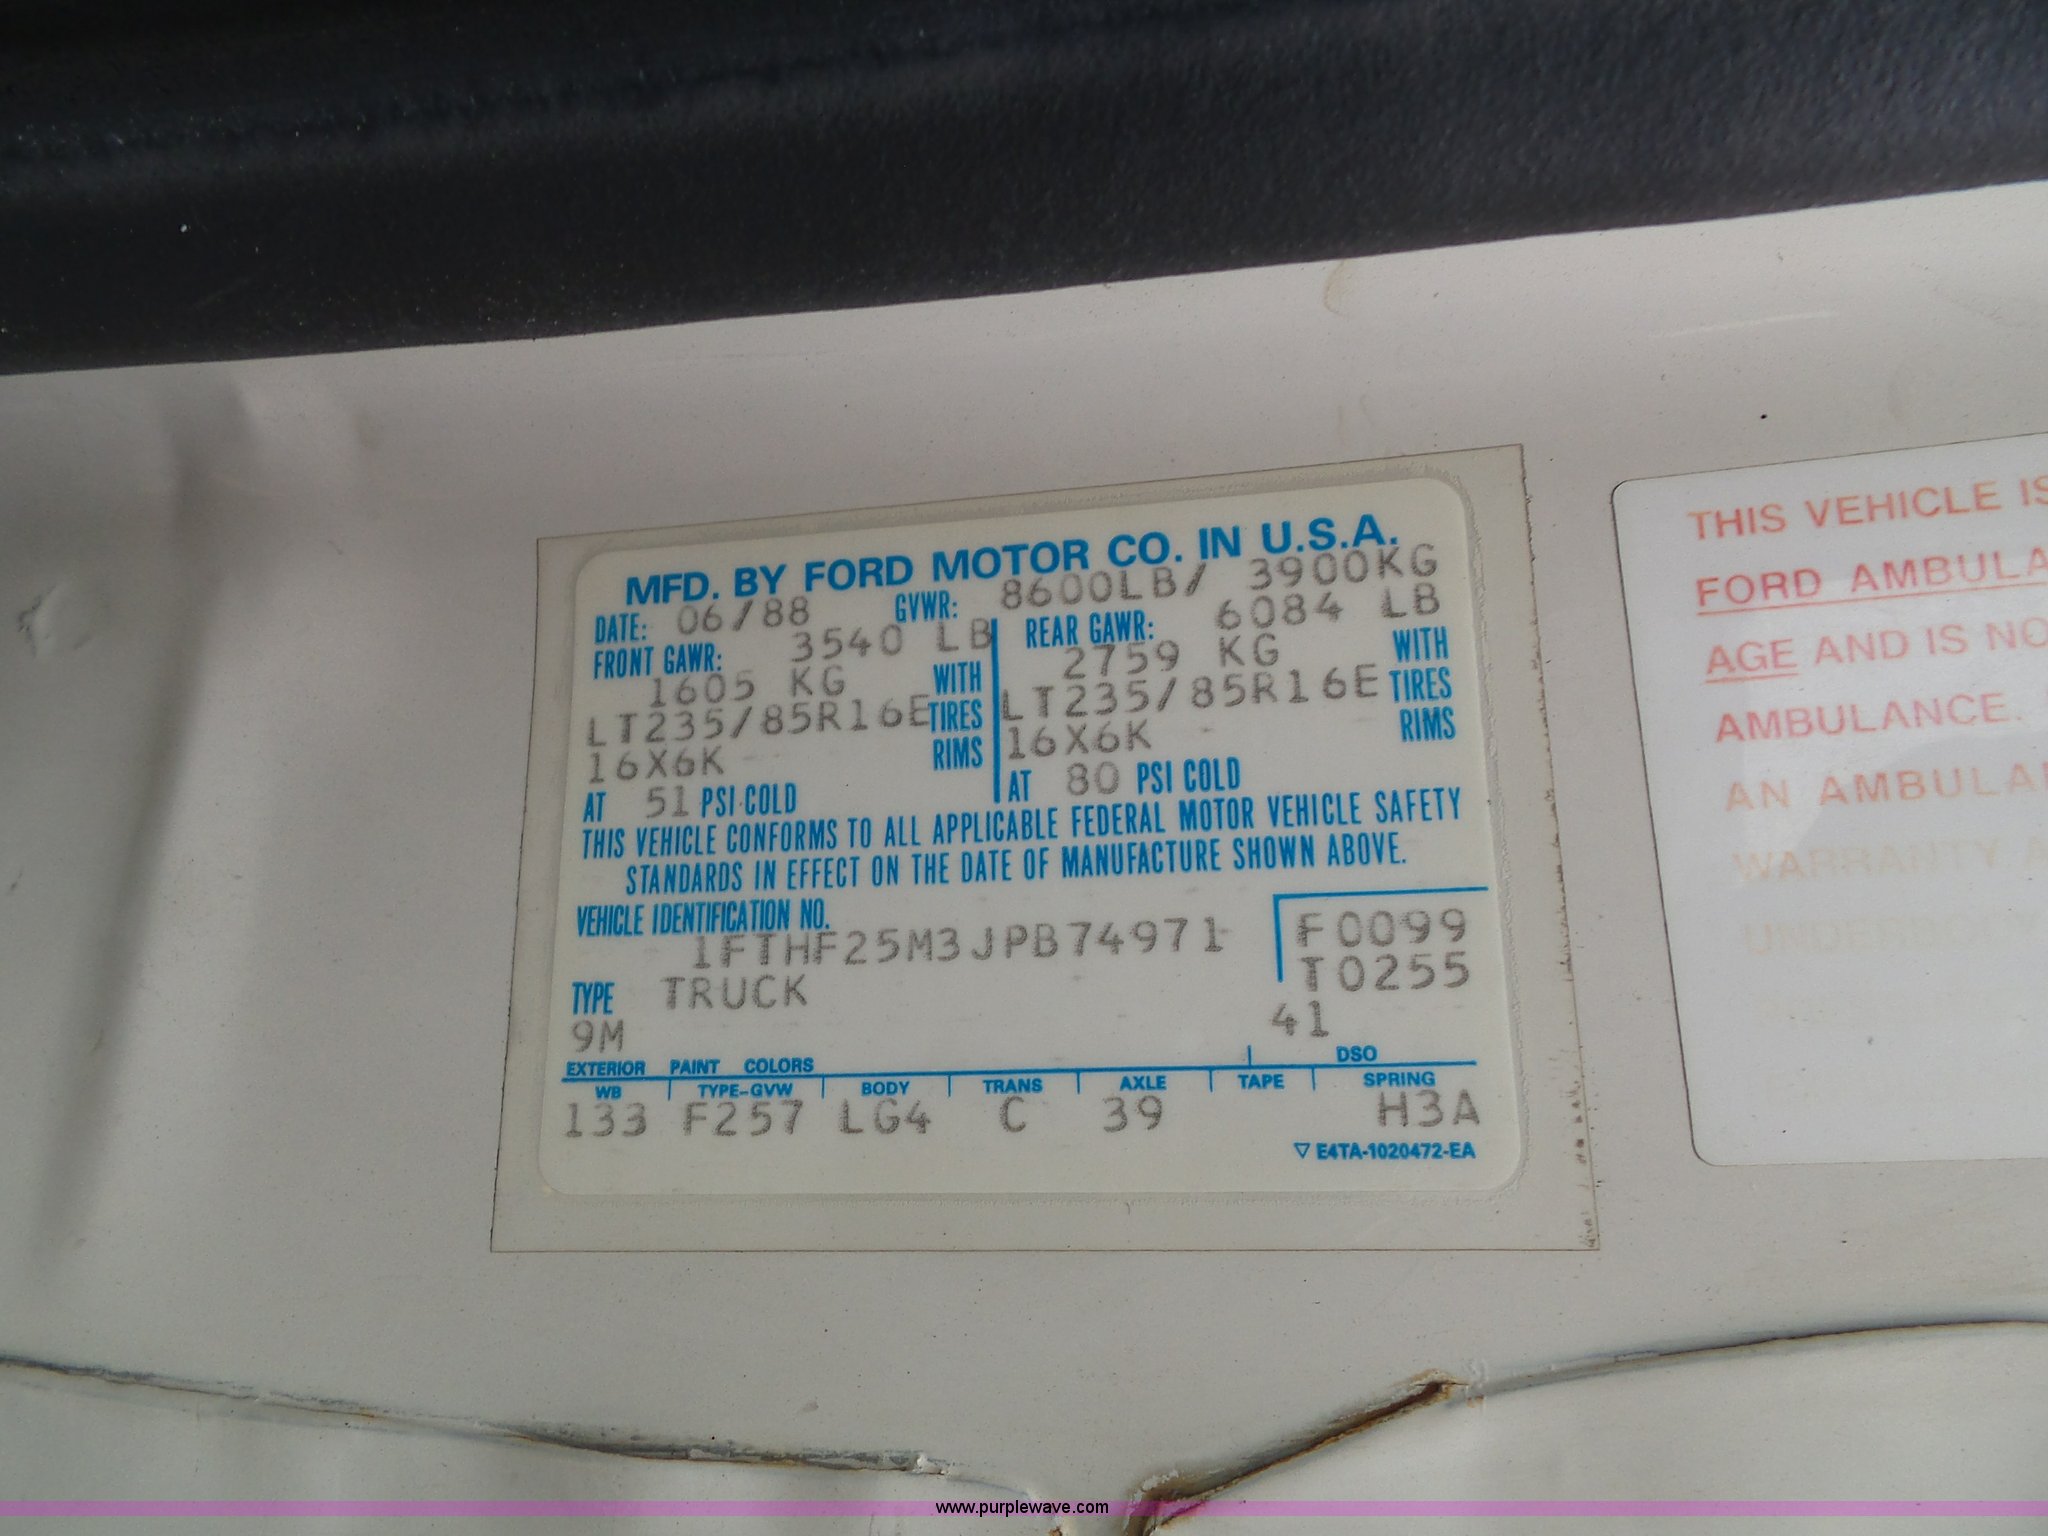 MFD. BY FORD MOTOR CO. IN U.S.A.
DATE: 06/88 GVWR: 8600LB/ 3900KG
FRONT GAWR: 3540 LB
1605 KG WITH
LT235/85R16E TIRES
16X6K RIMS
AT 51 PSI COLD
REAR GAWR: 6084 LB
2759 KG WITH
LT235/85R16E TIRES
16X6K RIMS
AT 80 PSI COLD
THIS VEHICLE CONFORMS TO ALL APPLICABLE FEDERAL MOTOR VEHICLE SAFETY
STANDARDS IN EFFECT ON THE DATE OF MANUFACTURE SHOWN ABOVE.
VEHICLE IDENTIFICATION NO.
1FTHF25M3JPB74971
F0099
T0255
TYPE TRUCK
9M 41
EXTERIOR PAINT COLORS DSO
WB TYPE-GVW BODY TRANS AXLE TAPE SPRING
133 F257 LG4 C 39 H3A
▽ E4TA-1020472-EA
THIS VEHICLE IS
FORD AMBULA
AGE AND IS NO
AMBULANCE.
AN AMBULA
WARRANTY A
www.purplewave.com